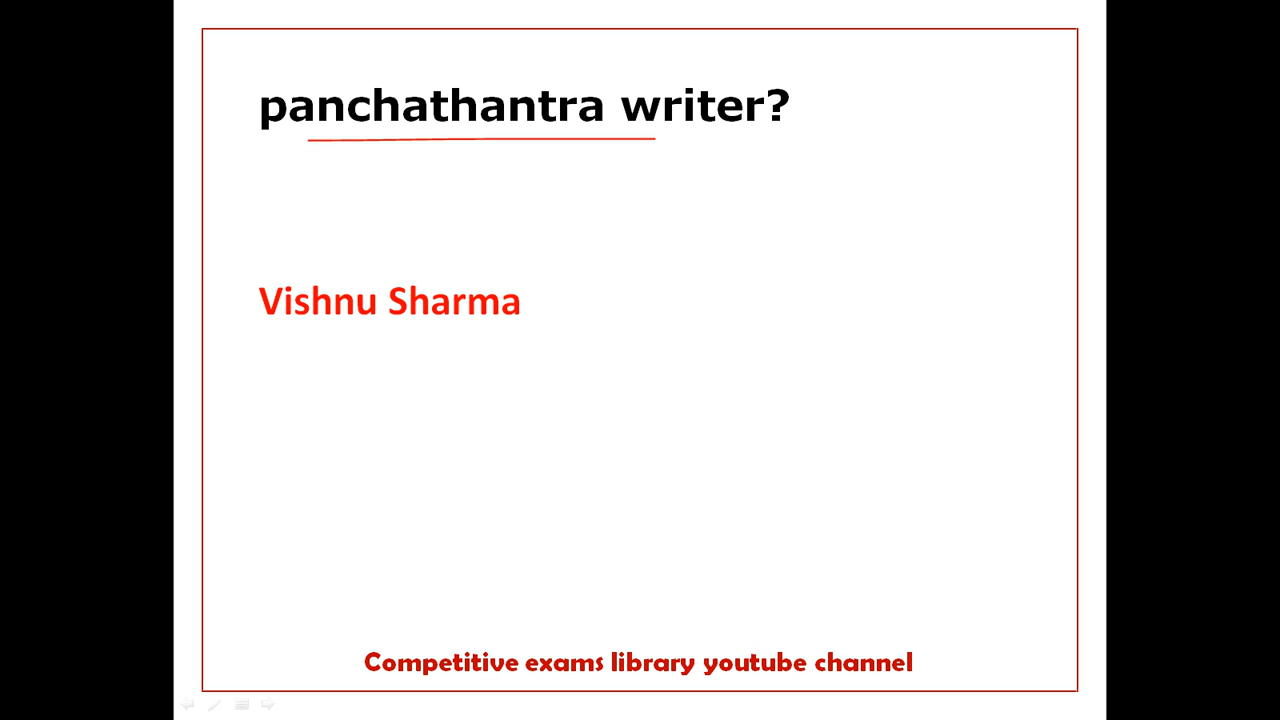 panchathantra writer?
Vishnu Sharma
Competitive exams library youtube channel